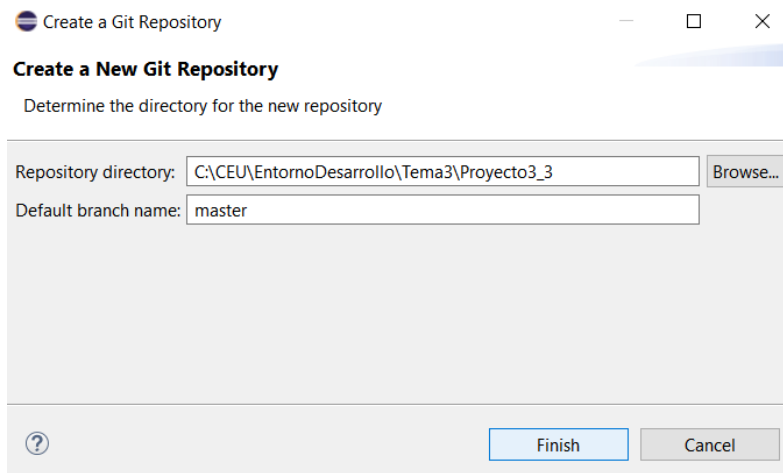 Create a Git Repository
Create a New Git Repository
Determine the directory for the new repository
Repository directory: C:\CEU\EntornoDesarrollo\Tema3\Proyecto3_3 Browse...
Default branch name: master
? Finish Cancel